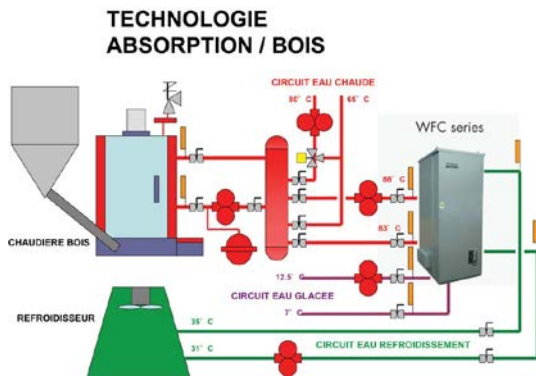 TECHNOLOGIE
ABSORPTION / BOIS
CIRCUIT EAU CHAUDE
80° C
65° C
WFC series
88° C
83° C
CHAUDIERE BOIS
12.5° C
CIRCUIT EAU GLACEE
7° C
REFROIDISSEUR
35° C
CIRCUIT EAU REFROIDISSEMENT
31° C